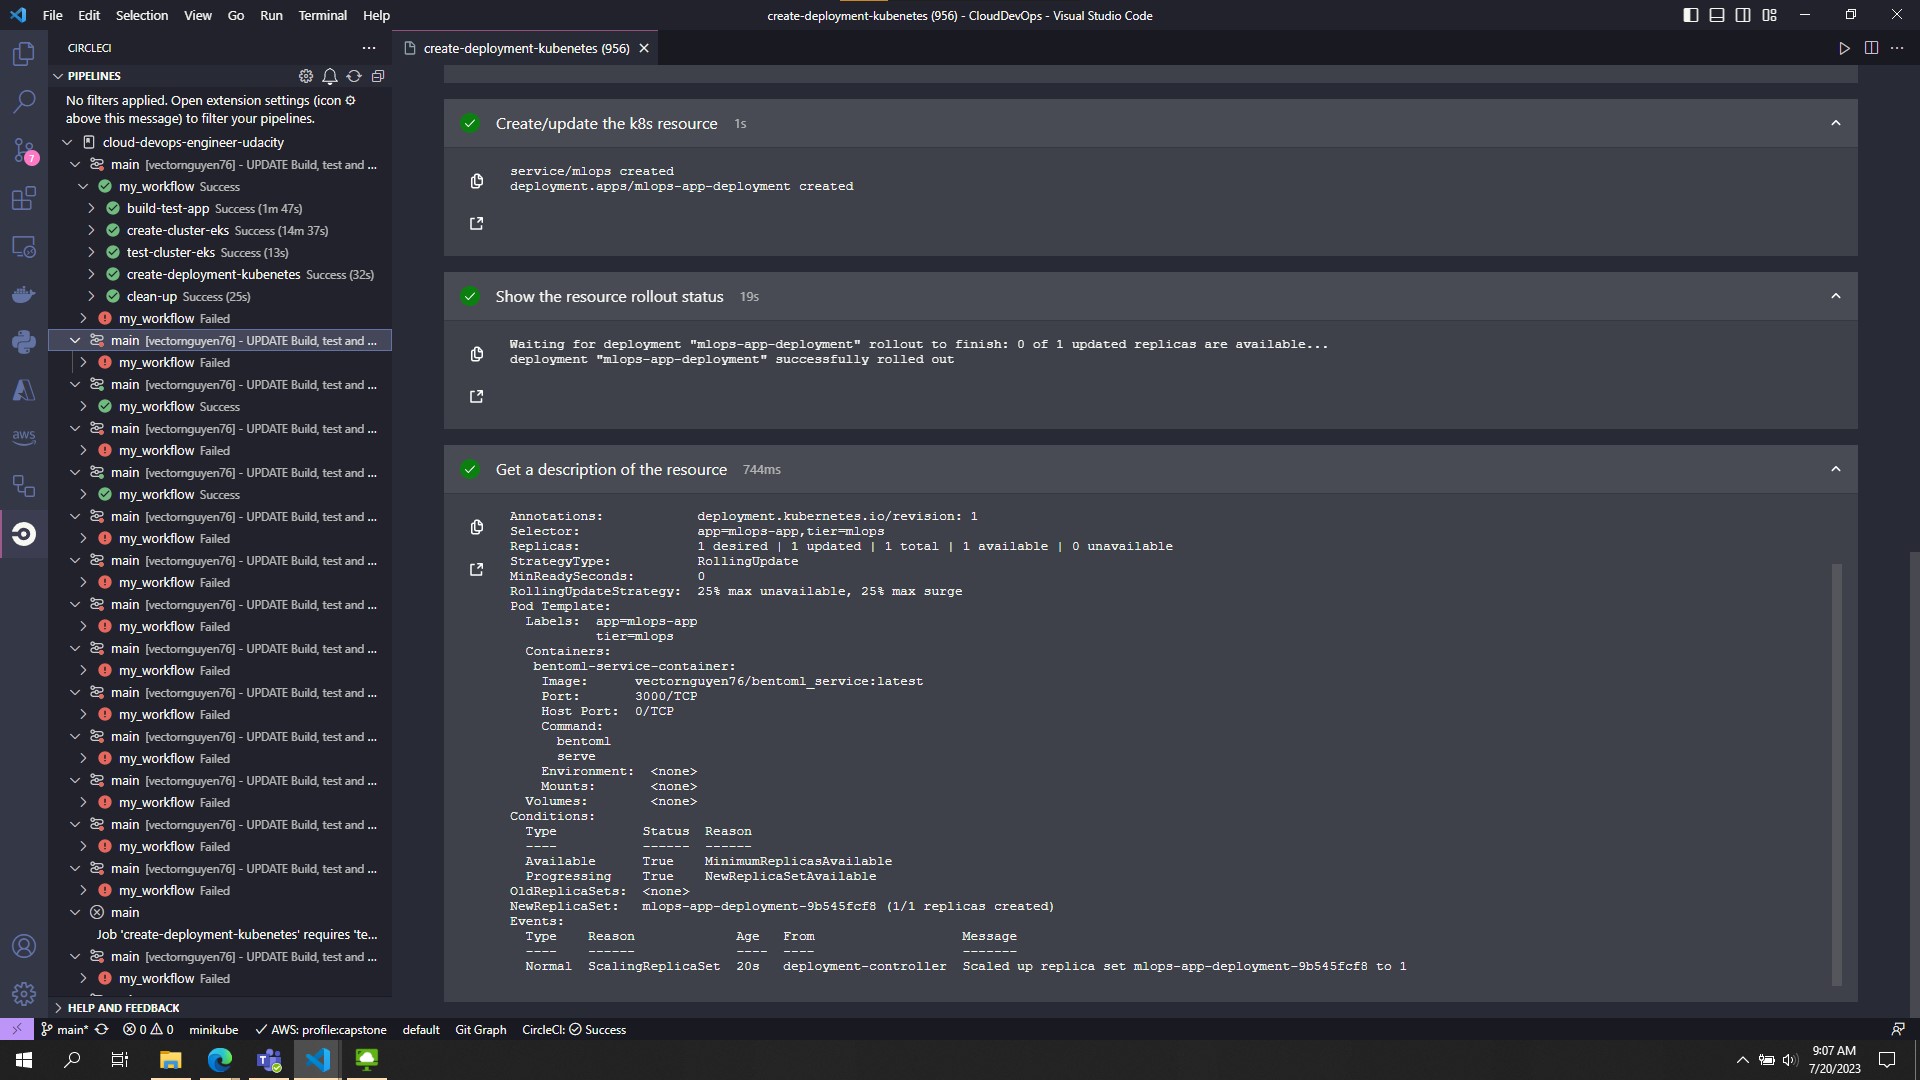 File Edit Selection View Go Run Terminal Help
create-deployment-kubenetes (956) - CloudDevOps - Visual Studio Code
CIRCLECI
create-deployment-kubenetes (956)
PIPELINES
No filters applied. Open extension settings (icon ⚙
above this message) to filter your pipelines.
cloud-devops-engineer-udacity
main [vectornguyen76] - UPDATE Build, test and ...
my_workflow Success
build-test-app Success (1m 47s)
create-cluster-eks Success (14m 37s)
test-cluster-eks Success (13s)
create-deployment-kubenetes Success (32s)
clean-up Success (25s)
my_workflow Failed
main [vectornguyen76] - UPDATE Build, test and ...
my_workflow Failed
main [vectornguyen76] - UPDATE Build, test and ...
my_workflow Success
main [vectornguyen76] - UPDATE Build, test and ...
my_workflow Failed
main [vectornguyen76] - UPDATE Build, test and ...
my_workflow Success
main [vectornguyen76] - UPDATE Build, test and ...
my_workflow Failed
main [vectornguyen76] - UPDATE Build, test and ...
my_workflow Failed
main [vectornguyen76] - UPDATE Build, test and ...
my_workflow Failed
main [vectornguyen76] - UPDATE Build, test and ...
my_workflow Failed
main [vectornguyen76] - UPDATE Build, test and ...
my_workflow Failed
main [vectornguyen76] - UPDATE Build, test and ...
my_workflow Failed
main [vectornguyen76] - UPDATE Build, test and ...
my_workflow Failed
main [vectornguyen76] - UPDATE Build, test and ...
my_workflow Failed
main [vectornguyen76] - UPDATE Build, test and ...
my_workflow Failed
main
Job 'create-deployment-kubenetes' requires 'te...
main [vectornguyen76] - UPDATE Build, test and ...
my_workflow Failed
HELP AND FEEDBACK
7
aws
Create/update the k8s resource 1s
service/mlops created
deployment.apps/mlops-app-deployment created
Show the resource rollout status 19s
Waiting for deployment "mlops-app-deployment" rollout to finish: 0 of 1 updated replicas are available...
deployment "mlops-app-deployment" successfully rolled out
Get a description of the resource 744ms
Annotations: deployment.kubernetes.io/revision: 1
Selector: app=mlops-app,tier=mlops
Replicas: 1 desired | 1 updated | 1 total | 1 available | 0 unavailable
StrategyType: RollingUpdate
MinReadySeconds: 0
RollingUpdateStrategy: 25% max unavailable, 25% max surge
Pod Template:
Labels: app=mlops-app
tier=mlops
Containers:
bentoml-service-container:
Image: vectornguyen76/bentoml_service:latest
Port: 3000/TCP
Host Port: 0/TCP
Command:
bentoml
serve
Environment: <none>
Mounts: <none>
Volumes: <none>
Conditions:
Type Status Reason
---- ------ ------
Available True MinimumReplicasAvailable
Progressing True NewReplicaSetAvailable
OldReplicaSets: <none>
NewReplicaSet: mlops-app-deployment-9b545fcf8 (1/1 replicas created)
Events:
Type Reason Age From Message
---- ------ ---- ---- -------
Normal ScalingReplicaSet 20s deployment-controller Scaled up replica set mlops-app-deployment-9b545fcf8 to 1
main* 0 0 minikube AWS: profile:capstone default Git Graph CircleCI: Success
9:07 AM
7/20/2023